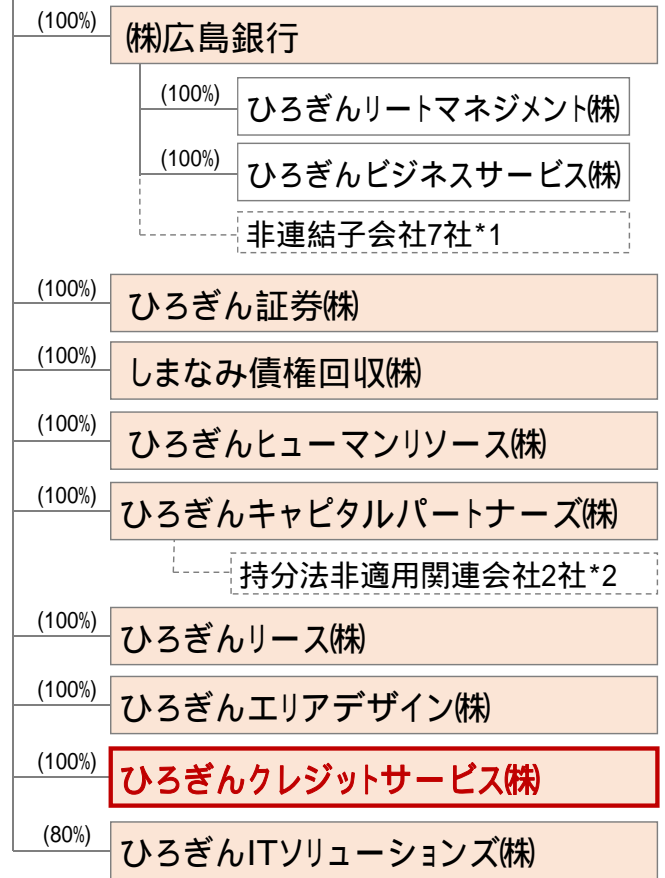 (100%) ㈱広島銀行
(100%) ひろぎんリートマネジメント㈱
(100%) ひろぎんビジネスサービス㈱
非連結子会社7社*1
(100%) ひろぎん証券㈱
(100%) しまなみ債権回収㈱
(100%) ひろぎんヒューマンリソース㈱
(100%) ひろぎんキャピタルパートナーズ㈱
持分法非適用関連会社2社*2
(100%) ひろぎんリース㈱
(100%) ひろぎんエリアデザイン㈱
(100%) ひろぎんクレジットサービス㈱
(80%) ひろぎんITソリューションズ㈱